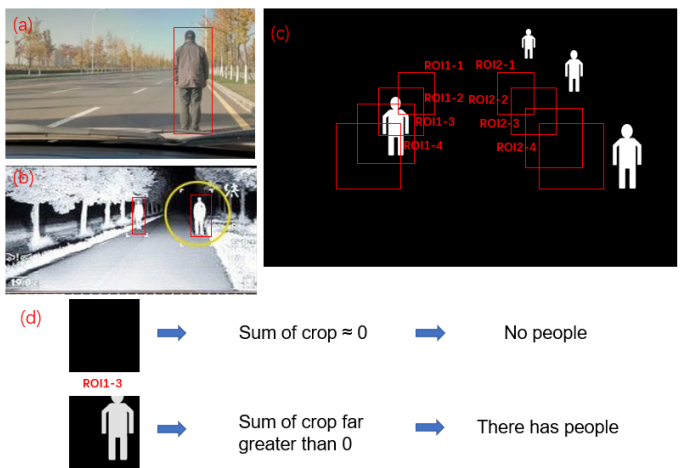 (a)
(b)
19.0
(c)
ROI1-1
ROI2-1
ROI1-2
ROI2-2
ROI1-3
ROI2-3
ROI1-4
ROI2-4
(d)
Sum of crop ≈ 0
No people
ROI1-3
Sum of crop far
greater than 0
There has people